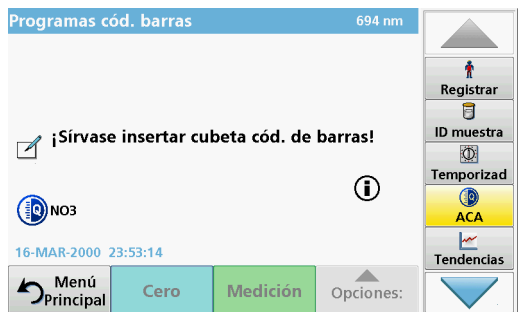 Programas cód. barras 694 nm
¡Sírvase insertar cubeta cód. de barras!
NO3
16-MAR-2000 23:53:14
Menú Principal
Cero
Medición
Opciones:
Registrar
ID muestra
Temporizad
ACA
Tendencias